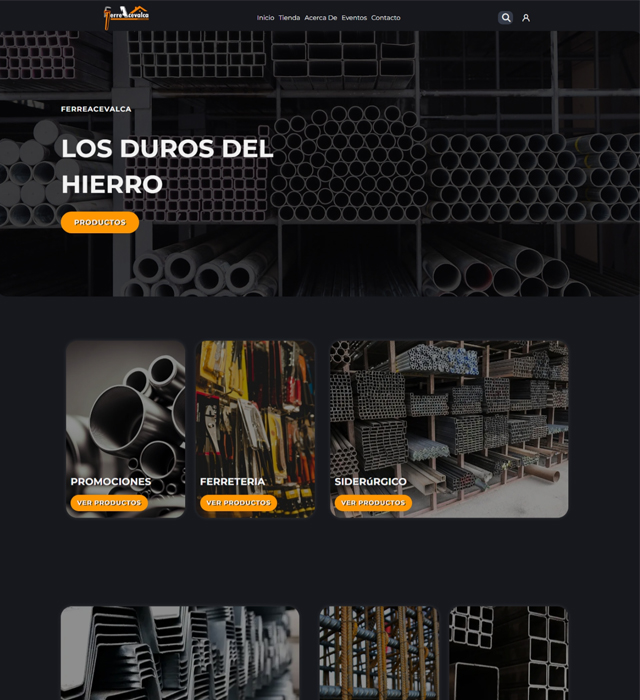 FerreAcevalca
Inicio Tienda Acerca De Eventos Contacto
FERREACEVALCA
LOS DUROS DEL
HIERRO
PRODUCTOS
PROMOCIONES
VER PRODUCTOS
FERRETERIA
VER PRODUCTOS
SIDERúRGICO
VER PRODUCTOS